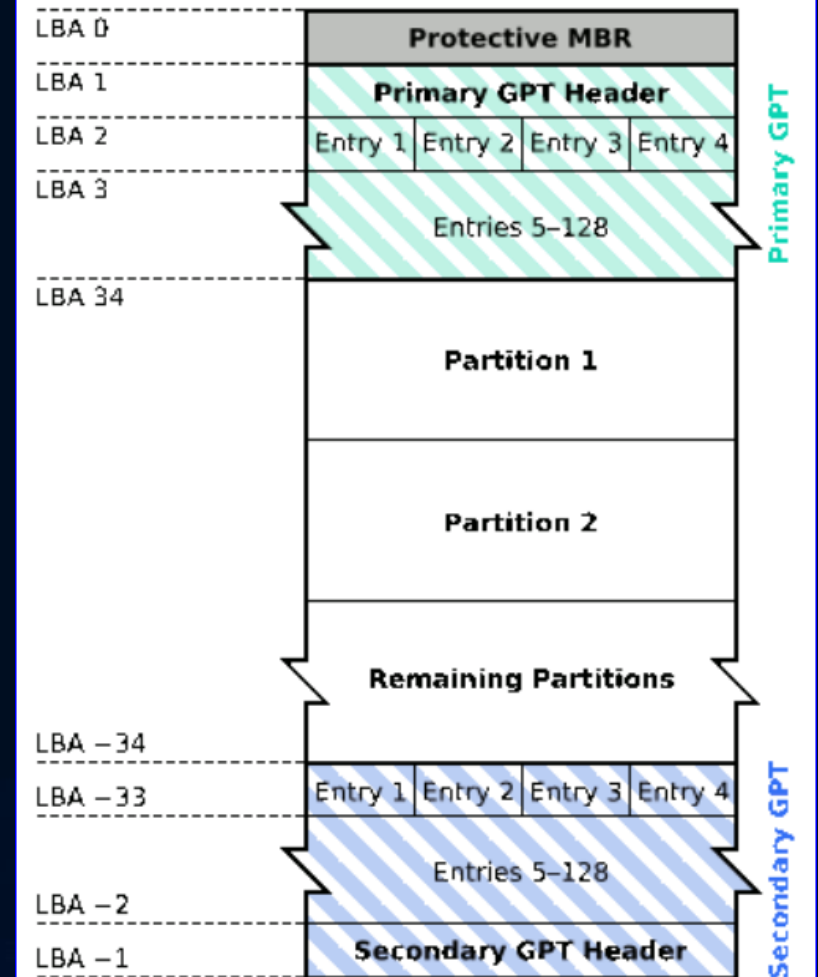 LBA 0
Protective MBR
LBA 1
Primary GPT Header
LBA 2
Entry 1 Entry 2 Entry 3 Entry 4
LBA 3
Entries 5–128
Primary GPT
LBA 34
Partition 1
Partition 2
Remaining Partitions
LBA −34
LBA −33
Entry 1 Entry 2 Entry 3 Entry 4
Entries 5–128
LBA −2
LBA −1
Secondary GPT Header
Secondary GPT